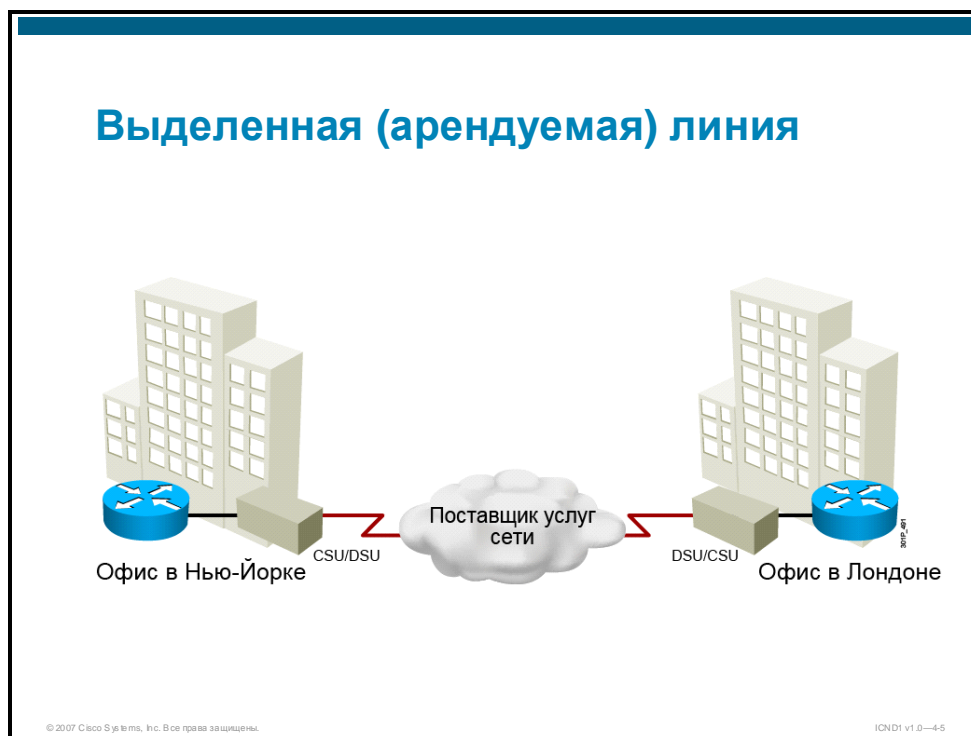 Выделенная (арендуемая) линия
Поставщик услуг
сети
CSU/DSU
DSU/CSU
301P_491
Офис в Нью-Йорке
Офис в Лондоне
© 2007 Cisco Systems, Inc. Все права защищены.
ICND1 v1.0—4-5